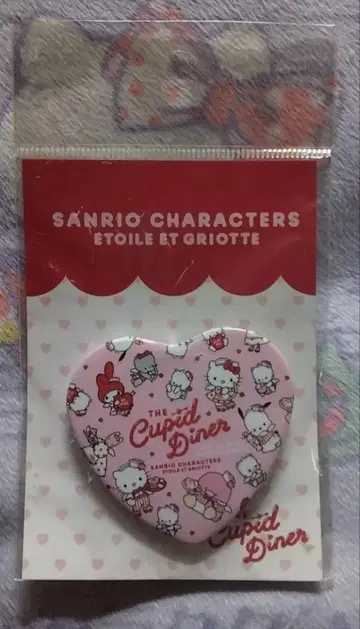 SANRIO CHARACTERS
ETOILE ET GRIOTTE
THE
Cupid
Diner
SANRIO CHARACTERS
ETOILE ET GRIOTTE
Cupid
Diner